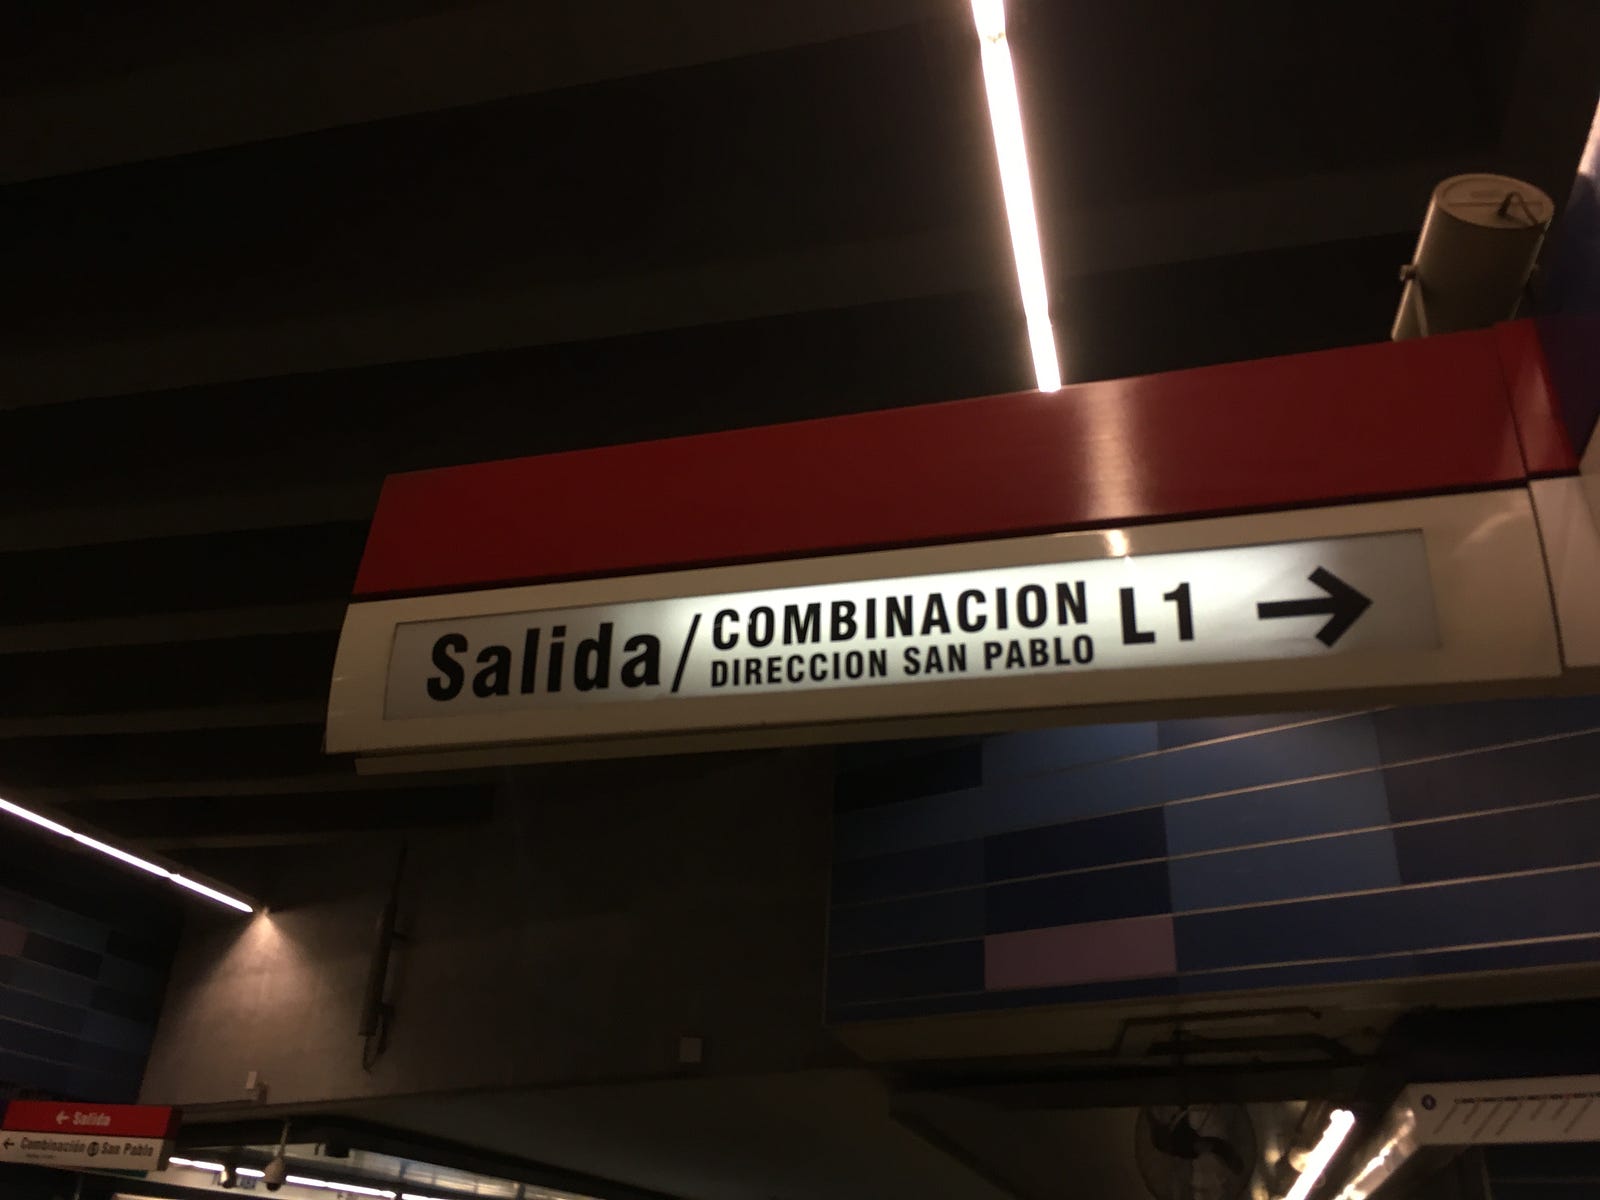 Salida / COMBINACION L1 →
DIRECCION SAN PABLO
← Salida
← Combinación San Pablo